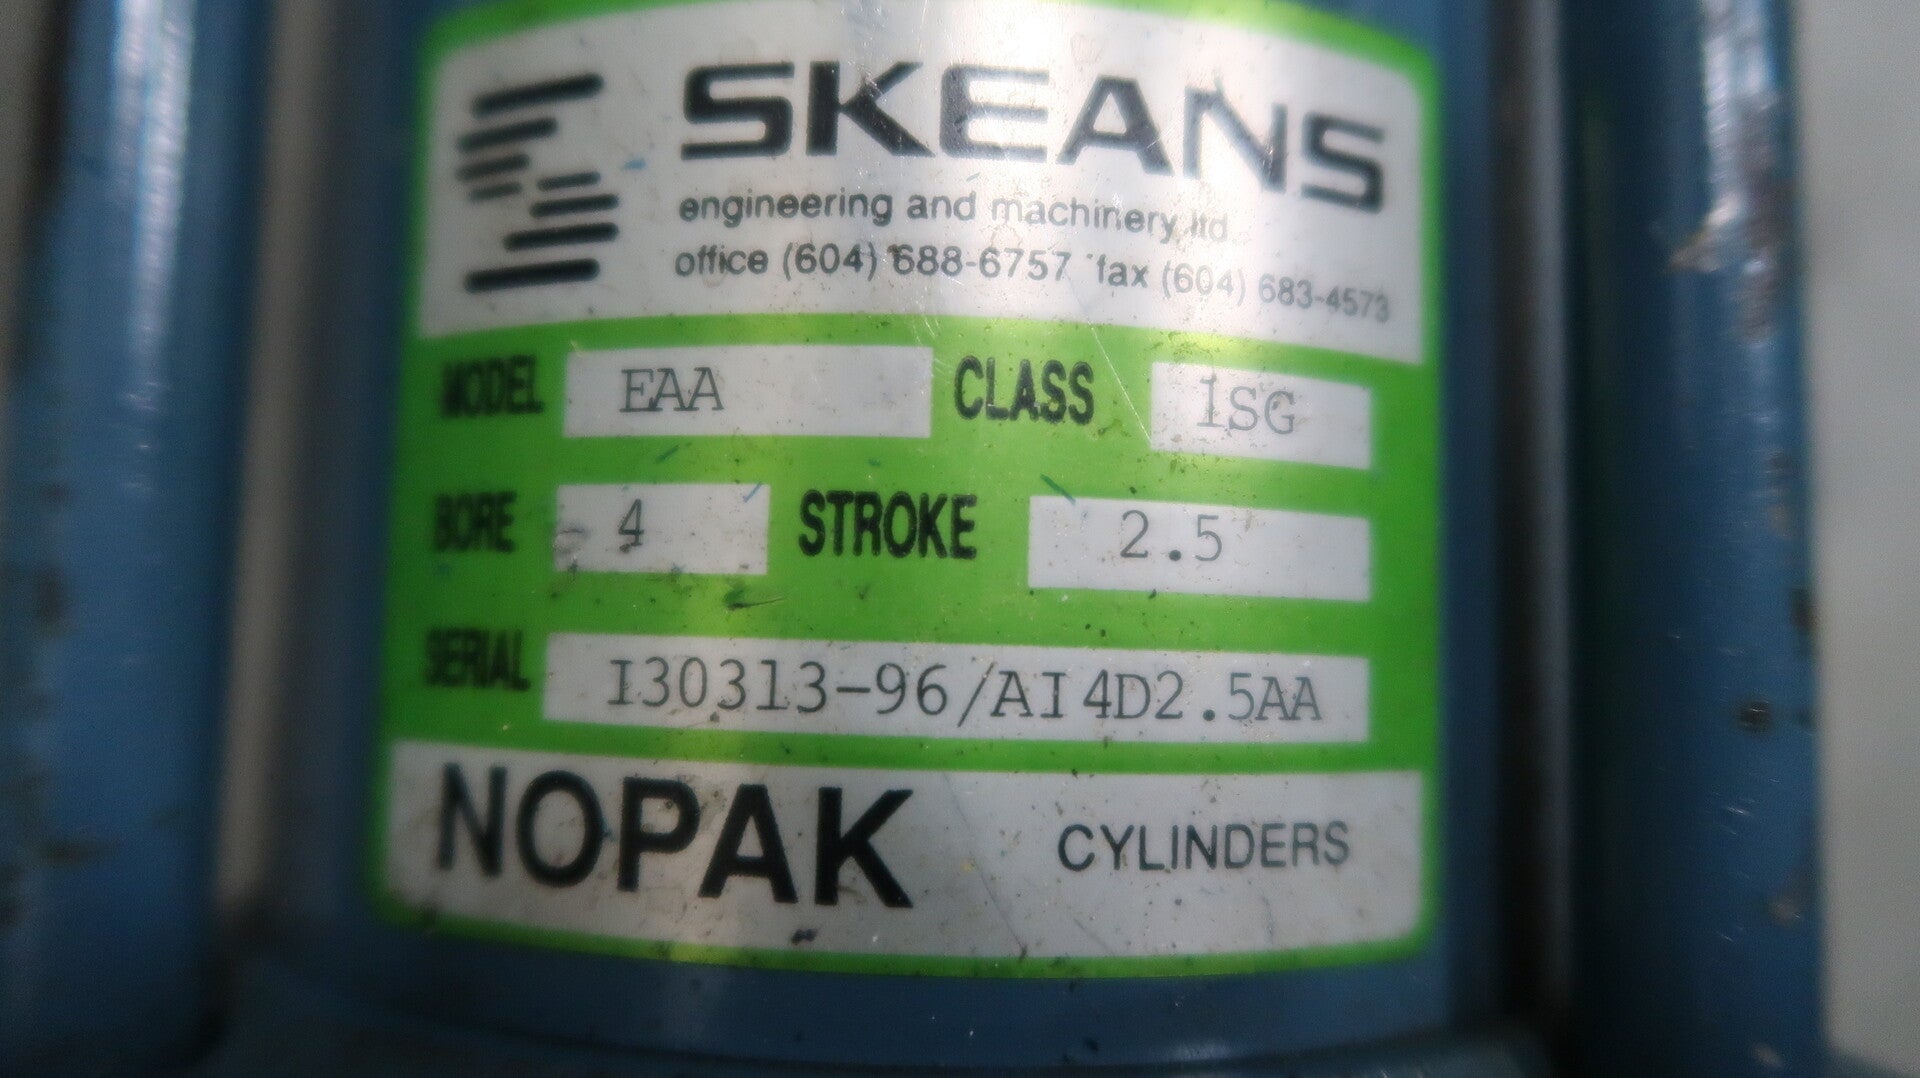 SKEANS
engineering and machinery ltd
office (604) 688-6757 fax (604) 683-4573
MODEL EAA CLASS 1SG
BORE 4 STROKE 2.5
SERIAL I30313-96/AI4D2.5AA
NOPAK CYLINDERS